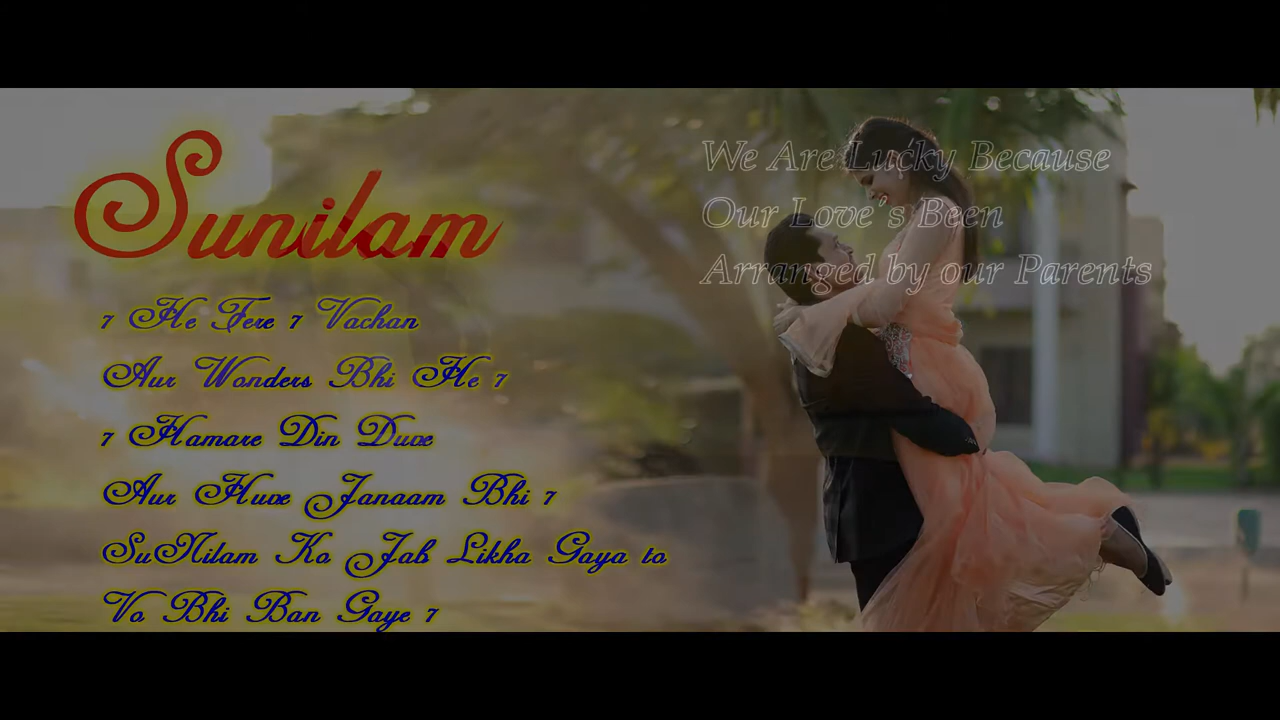 Sunilam
7 He Fere 7 Vachan
Aur Wonders Bhi He 7
7 Hamare Din Duve
Aur Huve Janaam Bhi 7
SuNilam Ko Jab Likha Gaya to
Vo Bhi Ban Gaye 7
We Are Lucky Because
Our Love`s Been
Arranged by our Parents